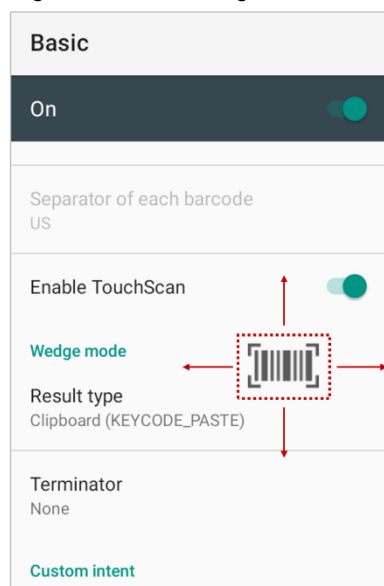 Basic
On
Separator of each barcode
US
Enable TouchScan
Wedge mode
Result type
Clipboard (KEYCODE_PASTE)
Terminator
None
Custom intent